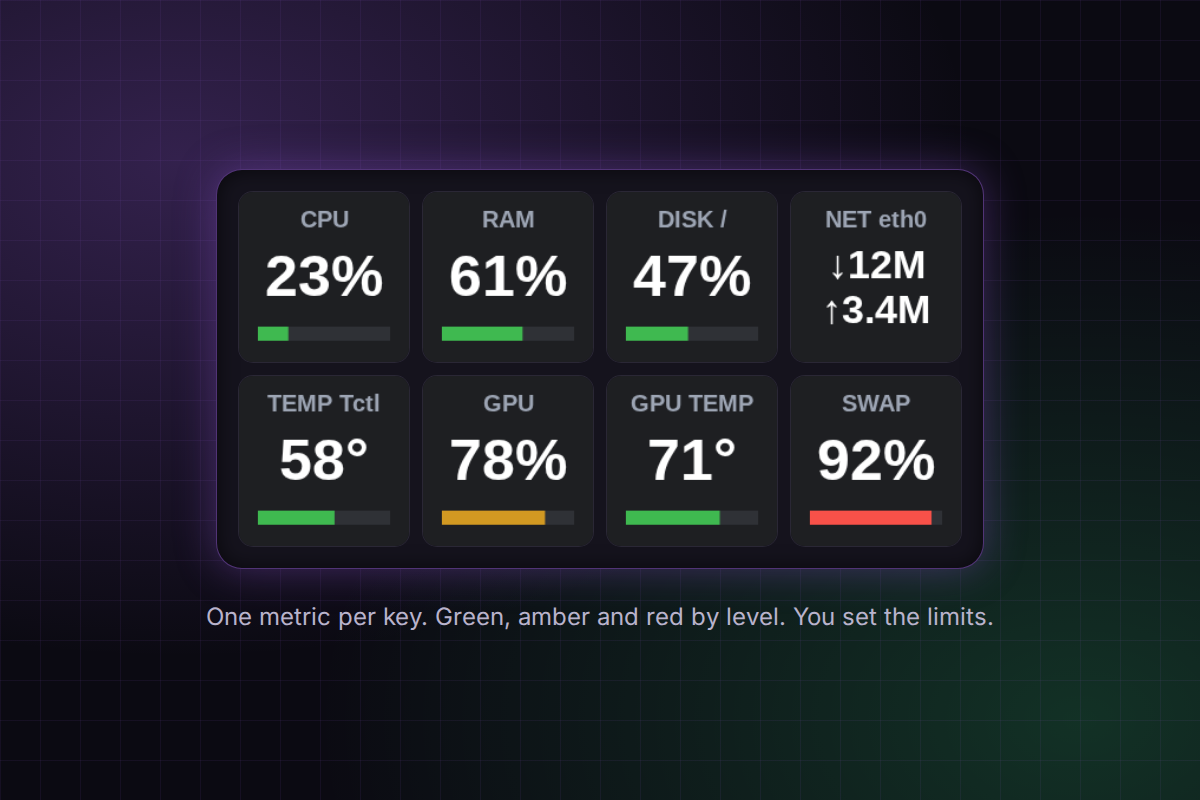 CPU
23%
RAM
61%
DISK /
47%
NET eth0
↓12M
↑3.4M
TEMP Tctl
58°
GPU
78%
GPU TEMP
71°
SWAP
92%
One metric per key. Green, amber and red by level. You set the limits.